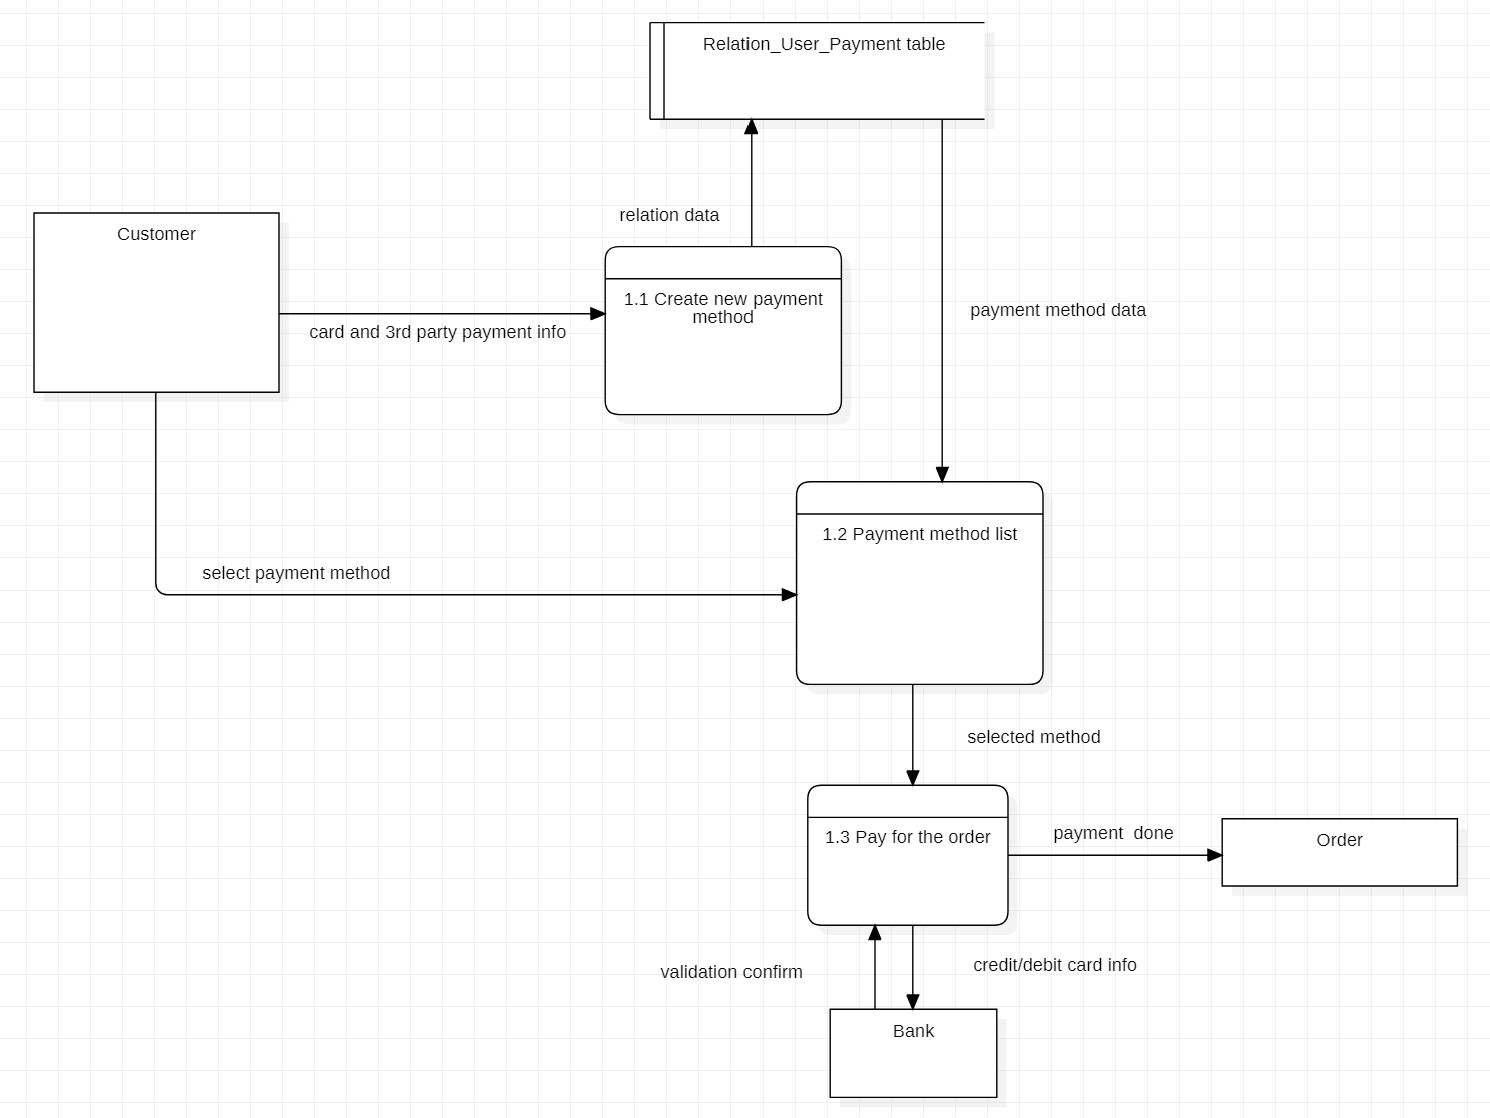 Relation_User_Payment table
relation data
Customer
card and 3rd party payment info
1.1 Create new payment
method
payment method data
1.2 Payment method list
select payment method
selected method
1.3 Pay for the order
payment  done
Order
validation confirm
credit/debit card info
Bank